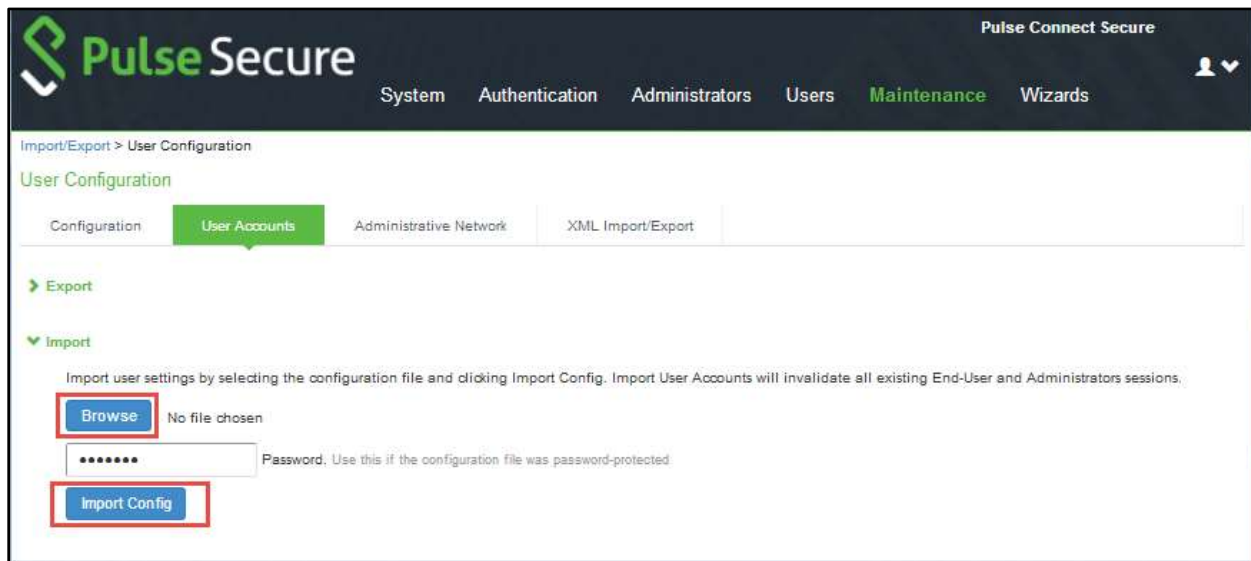 Pulse Secure
Pulse Connect Secure
System Authentication Administrators Users Maintenance Wizards
Import/Export > User Configuration
User Configuration
Configuration User Accounts Administrative Network XML Import/Export
Export
Import
Import user settings by selecting the configuration file and clicking Import Config. Import User Accounts will invalidate all existing End-User and Administrators sessions.
Browse No file chosen
••••••• Password. Use this if the configuration file was password-protected
Import Config